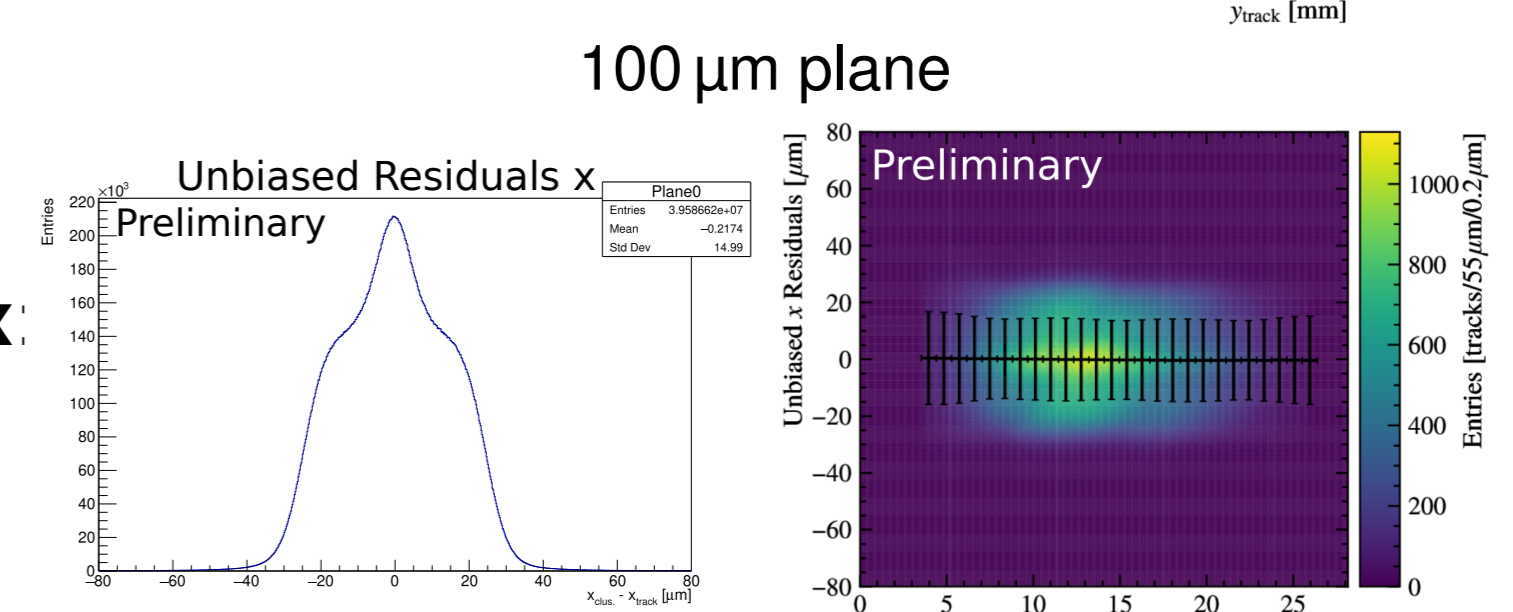 y_track [mm]
100 µm plane
Unbiased Residuals x
Preliminary
Plane0
Entries 3.958662e+07
Mean −0.2174
Std Dev 14.99
×10³
Entries
220
200
180
160
140
120
100
80
60
40
20
0
−80 −60 −40 −20 0 20 40 60 80
x_clus. - x_track [µm]
Preliminary
Unbiased x Residuals [µm]
80
60
40
20
0
−20
−40
−60
−80
0 5 10 15 20 25
1000
800
600
400
200
0
Entries [tracks/55µm/0.2µm]